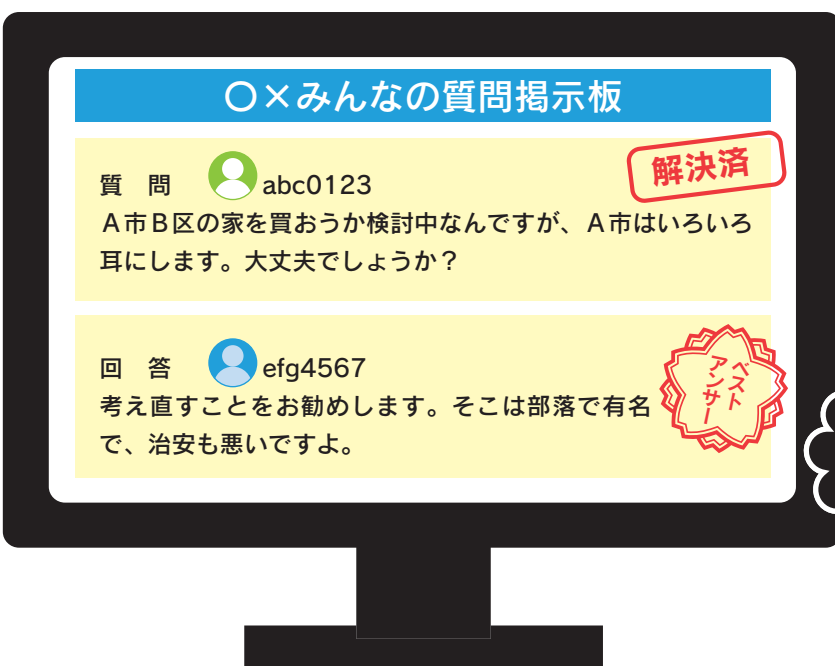 〇×みんなの質問掲示板
解決済
質　問　abc0123
Ａ市Ｂ区の家を買おうか検討中なんですが、Ａ市はいろいろ
耳にします。大丈夫でしょうか？
回　答　efg4567
ベスト
アンサー
考え直すことをお勧めします。そこは部落で有名
で、治安も悪いですよ。